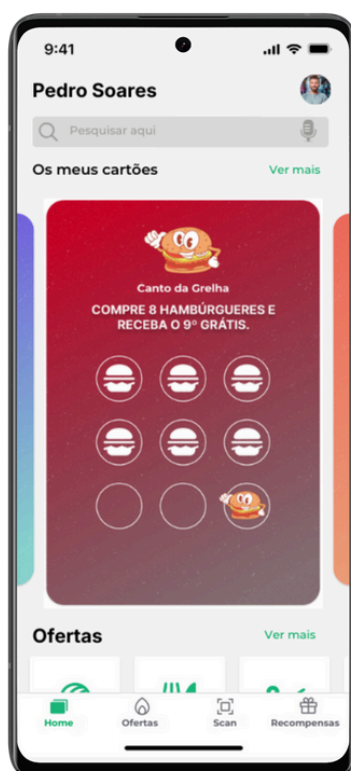 9:41
Pedro Soares
Pesquisar aqui
Os meus cartões
Ver mais
Canto da Grelha
COMPRE 8 HAMBÚRGUERES E
RECEBA O 9º GRÁTIS.
Ofertas
Ver mais
Home
Ofertas
Scan
Recompensas